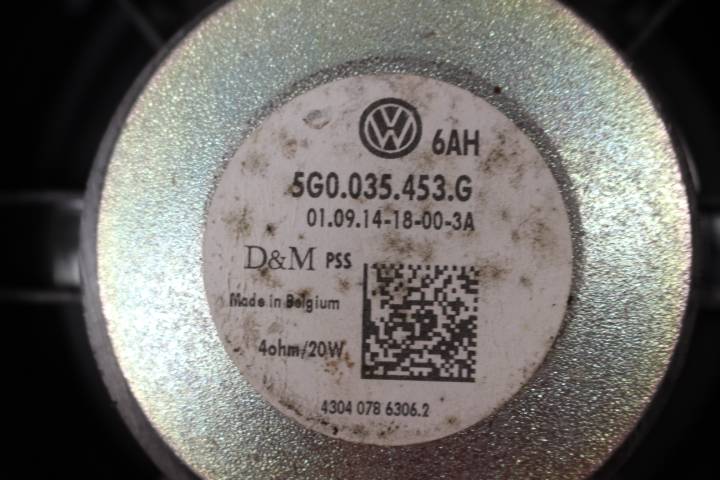 6AH
5G0.035.453.G
01.09.14-18-00-3A
D&M PSS
Made in Belgium
4ohm/20W
4304 078 6306.2